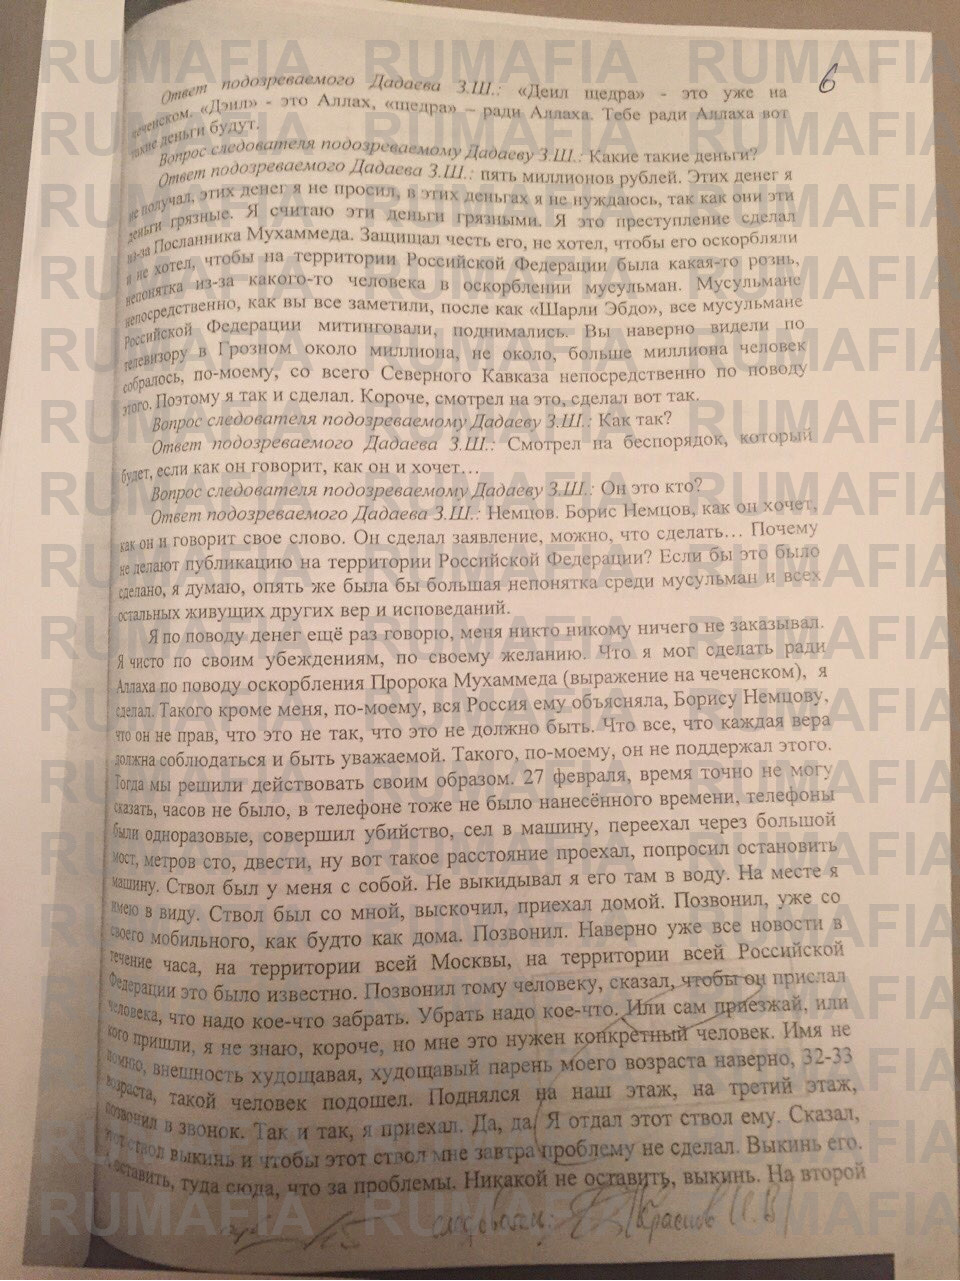 6
Ответ подозреваемого Дадаева З.Ш.: «Деил щедра» - это уже на
чеченском. «Дэил» - это Аллах, «щедра» – ради Аллаха. Тебе ради Аллаха вот
такие деньги будут.
Вопрос следователя подозреваемому Дадаеву З.Ш.: Какие такие деньги?
Ответ подозреваемого Дадаева З.Ш.: пять миллионов рублей. Этих денег я
не получал, этих денег я не просил, в этих деньгах я не нуждаюсь, так как они эти
деньги грязные. Я считаю эти деньги грязными. Я это преступление сделал
из-за Посланника Мухаммеда. Защищал честь его, не хотел, чтобы его оскорбляли
и не хотел, чтобы на территории Российской Федерации была какая-то рознь,
непонятка из-за какого-то человека в оскорблении мусульман. Мусульмане
непосредственно, как вы все заметили, после как «Шарли Эбдо», все мусульмане
Российской Федерации митинговали, поднимались. Вы наверно видели по
телевизору в Грозном около миллиона, не около, больше миллиона человек
собралось, по-моему, со всего Северного Кавказа непосредственно по поводу
этого. Поэтому я так и сделал. Короче, смотрел на это, сделал вот так.
Вопрос следователя подозреваемому Дадаеву З.Ш.: Как так?
Ответ подозреваемого Дадаева З.Ш.: Смотрел на беспорядок, который
будет, если как он говорит, как он и хочет…
Вопрос следователя подозреваемому Дадаеву З.Ш.: Он это кто?
Ответ подозреваемого Дадаева З.Ш.: Немцов. Борис Немцов, как он хочет,
как он и говорит свое слово. Он сделал заявление, можно, что сделать… Почему
не делают публикацию на территории Российской Федерации? Если бы это было
сделано, я думаю, опять же была бы большая непонятка среди мусульман и всех
остальных живущих других вер и исповеданий.
Я по поводу денег ещё раз говорю, меня никто никому ничего не заказывал.
Я чисто по своим убеждениям, по своему желанию. Что я мог сделать ради
Аллаха по поводу оскорбления Пророка Мухаммеда (выражение на чеченском), я
сделал. Такого кроме меня, по-моему, вся Россия ему объясняла, Борису Немцову,
что он не прав, что это не так, что это не должно быть. Что все, что каждая вера
должна соблюдаться и быть уважаемой. Такого, по-моему, он не поддержал этого.
Тогда мы решили действовать своим образом. 27 февраля, время точно не могу
сказать, часов не было, в телефоне тоже не было нанесённого времени, телефоны
были одноразовые, совершил убийство, сел в машину, переехал через большой
мост, метров сто, двести, ну вот такое расстояние проехал, попросил остановить
машину. Ствол был у меня с собой. Не выкидывал я его там в воду. На месте я
имею в виду. Ствол был со мной, выскочил, приехал домой. Позвонил, уже со
своего мобильного, как будто как дома. Позвонил. Наверно уже все новости в
течение часа, на территории всей Москвы, на территории всей Российской
Федерации это было известно. Позвонил тому человеку, сказал, чтобы он прислал
человека, что надо кое-что забрать. Убрать надо кое-что. Или сам приезжай, или
кого пришли, я не знаю, короче, но мне это нужен конкретный человек. Имя не
помню, внешность худощавая, худощавый парень моего возраста наверно, 32-33
возраста, такой человек подошел. Поднялся на наш этаж, на третий этаж,
позвонил в звонок. Так и так, я приехал. Да, да. Я отдал этот ствол ему. Сказал,
этот ствол выкинь и чтобы этот ствол мне завтра проблему не сделал. Выкинь его.
оставить, туда сюда, что за проблемы. Никакой не оставить, выкинь. На второй
следователь: Красн И.В.